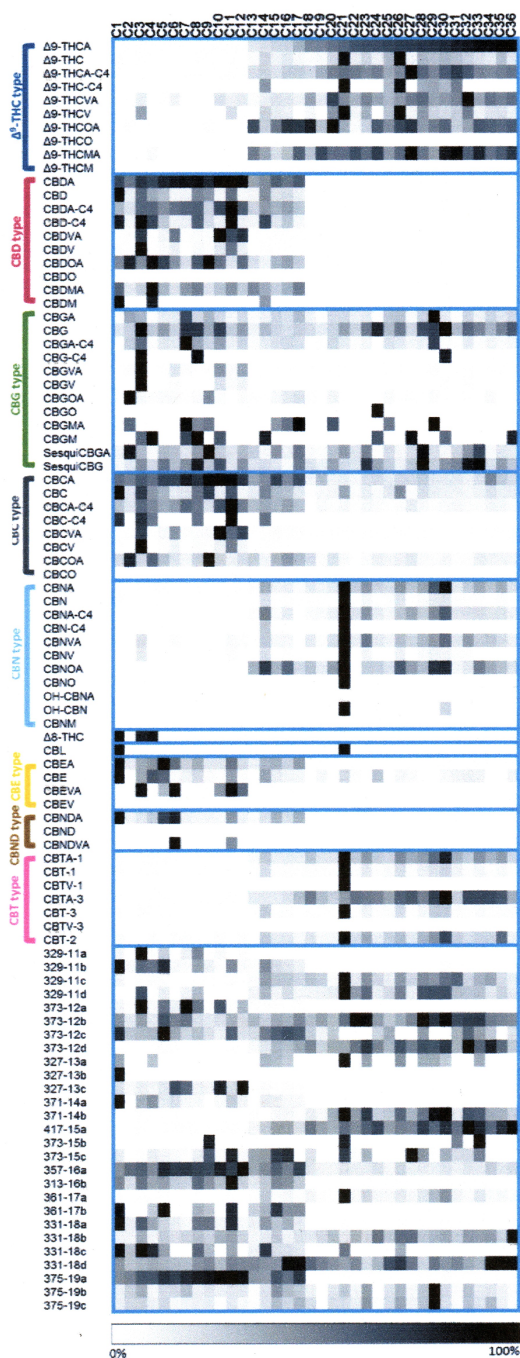 C1 C2 C3 C4 C5 C6 C7 C8 C9 C10 C11 C12 C13 C14 C15 C16 C17 C18 C19 C20 C21 C22 C23 C24 C25 C26 C27 C28 C29 C30 C31 C32 C33 C34 C35 C36
Δ⁹-THC type
Δ9-THCA
Δ9-THC
Δ9-THCA-C4
Δ9-THC-C4
Δ9-THCVA
Δ9-THCV
Δ9-THCOA
Δ9-THCO
Δ9-THCMA
Δ9-THCM
CBD type
CBDA
CBD
CBDA-C4
CBD-C4
CBDVA
CBDV
CBDOA
CBDO
CBDMA
CBDM
CBG type
CBGA
CBG
CBGA-C4
CBG-C4
CBGVA
CBGV
CBGOA
CBGO
CBGMA
CBGM
SesquiCBGA
SesquiCBG
CBC type
CBCA
CBC
CBCA-C4
CBC-C4
CBCVA
CBCV
CBCOA
CBCO
CBN type
CBNA
CBN
CBNA-C4
CBN-C4
CBNVA
CBNV
CBNOA
CBNO
OH-CBNA
OH-CBN
CBNM
Δ8-THC
CBL
CBE type
CBEA
CBE
CBEVA
CBEV
CBND type
CBNDA
CBND
CBNDVA
CBT type
CBTA-1
CBT-1
CBTV-1
CBTA-3
CBT-3
CBTV-3
CBT-2
329-11a
329-11b
329-11c
329-11d
373-12a
373-12b
373-12c
373-12d
327-13a
327-13b
327-13c
371-14a
371-14b
417-15a
373-15b
373-15c
357-16a
313-16b
361-17a
361-17b
331-18a
331-18b
331-18c
331-18d
375-19a
375-19b
375-19c
0% 100%